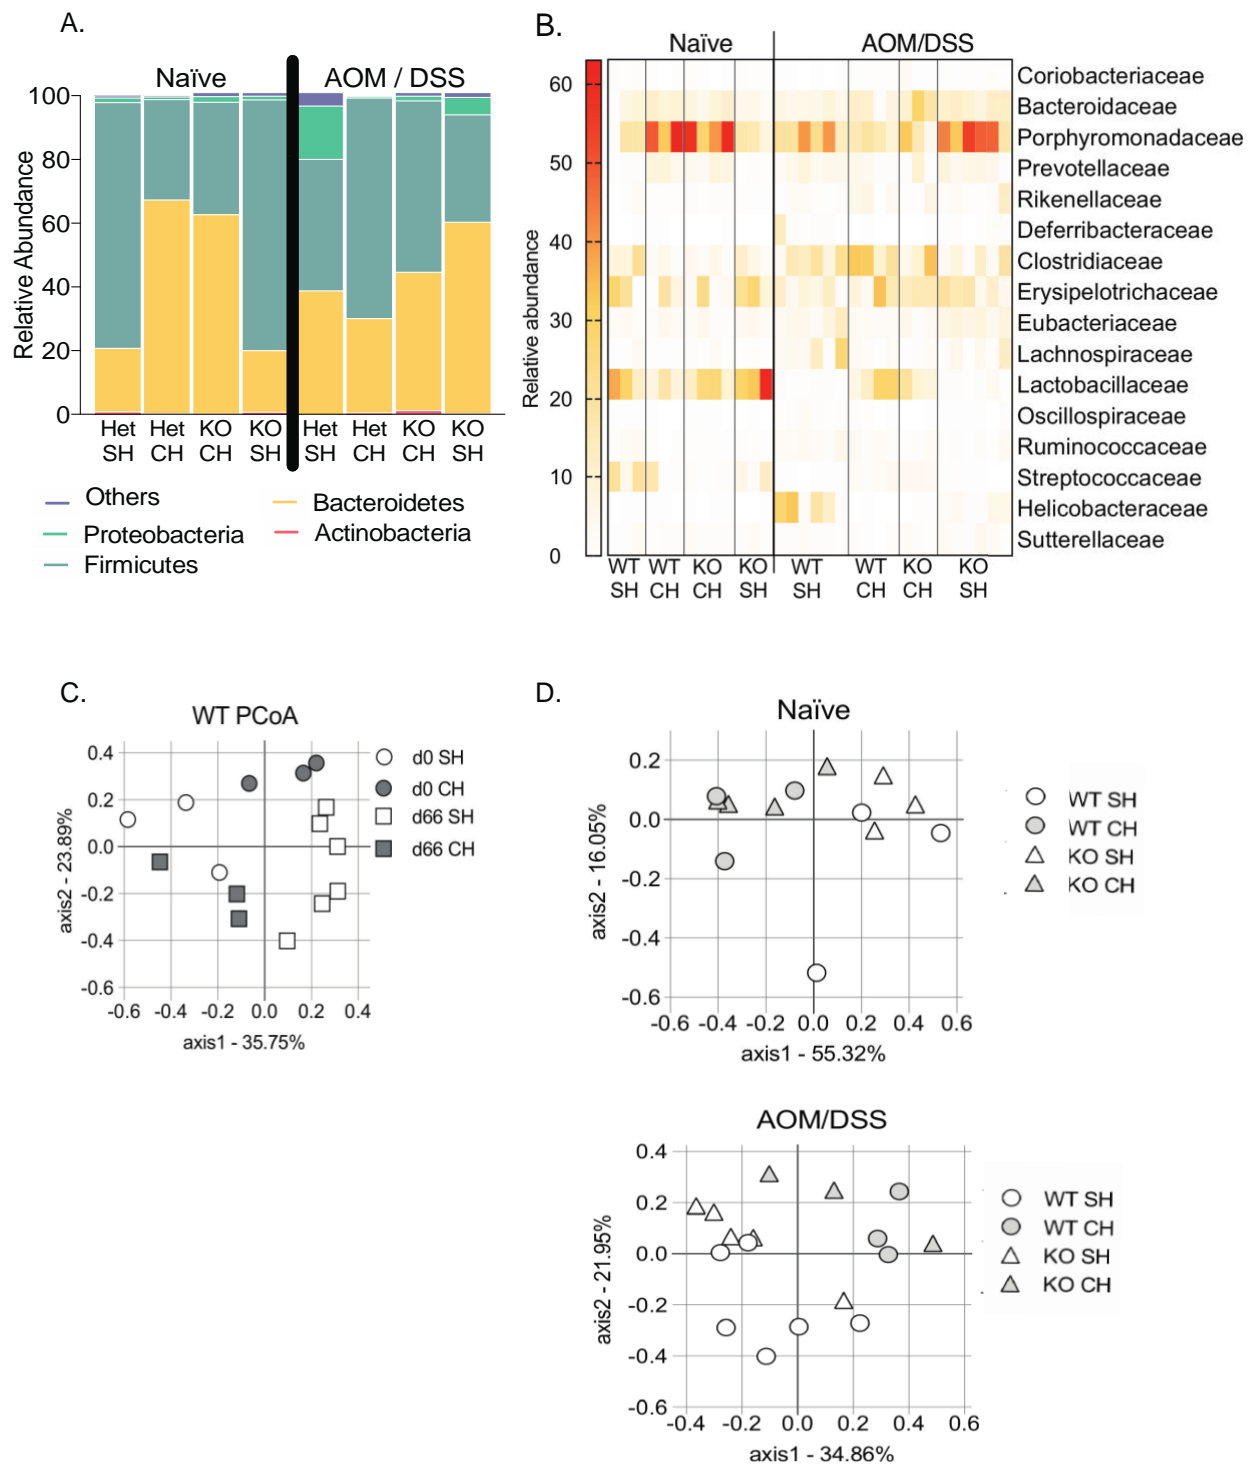 A.
Naïve
AOM / DSS
Relative Abundance
100
80
60
40
20
0
Het Het KO KO Het Het KO KO
SH CH CH SH SH CH CH SH
Others
Proteobacteria
Firmicutes
Bacteroidetes
Actinobacteria
B.
Naïve
AOM/DSS
Relative abundance
60
50
40
30
20
10
0
Coriobacteriaceae
Bacteroidaceae
Porphyromonadaceae
Prevotellaceae
Rikenellaceae
Deferribacteraceae
Clostridiaceae
Erysipelotrichaceae
Eubacteriaceae
Lachnospiraceae
Lactobacillaceae
Oscillospiraceae
Ruminococcaceae
Streptococcaceae
Helicobacteraceae
Sutterellaceae
WT WT KO KO WT WT KO KO
SH CH CH SH SH CH CH SH
C.
WT PCoA
axis2 - 23.89%
0.4
0.2
0.0
-0.2
-0.4
-0.6
-0.6 -0.4 -0.2 0.0 0.2 0.4
axis1 - 35.75%
d0 SH
d0 CH
d66 SH
d66 CH
D.
Naïve
axis2 - 16.05%
0.2
0.0
-0.2
-0.4
-0.6
-0.6 -0.4 -0.2 0.0 0.2 0.4 0.6
axis1 - 55.32%
WT SH
WT CH
KO SH
KO CH
AOM/DSS
axis2 - 21.95%
0.4
0.2
0.0
-0.2
-0.4
-0.6
-0.4 -0.2 0.0 0.2 0.4 0.6
axis1 - 34.86%
WT SH
WT CH
KO SH
KO CH